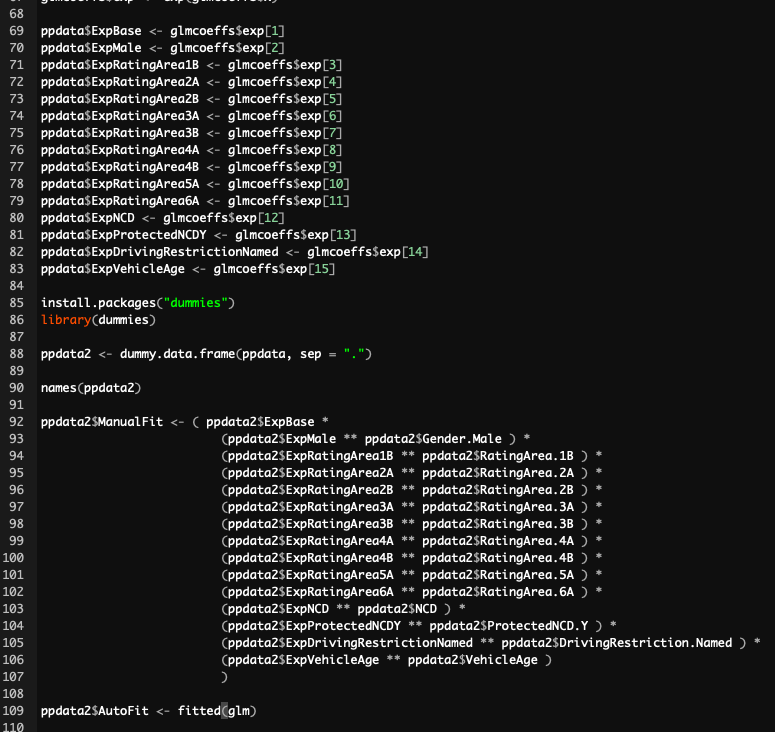 68
69 ppdata$ExpBase <- glmcoeffs$exp[1]
70 ppdata$ExpMale <- glmcoeffs$exp[2]
71 ppdata$ExpRatingArea1B <- glmcoeffs$exp[3]
72 ppdata$ExpRatingArea2A <- glmcoeffs$exp[4]
73 ppdata$ExpRatingArea2B <- glmcoeffs$exp[5]
74 ppdata$ExpRatingArea3A <- glmcoeffs$exp[6]
75 ppdata$ExpRatingArea3B <- glmcoeffs$exp[7]
76 ppdata$ExpRatingArea4A <- glmcoeffs$exp[8]
77 ppdata$ExpRatingArea4B <- glmcoeffs$exp[9]
78 ppdata$ExpRatingArea5A <- glmcoeffs$exp[10]
79 ppdata$ExpRatingArea6A <- glmcoeffs$exp[11]
80 ppdata$ExpNCD <- glmcoeffs$exp[12]
81 ppdata$ExpProtectedNCDY <- glmcoeffs$exp[13]
82 ppdata$ExpDrivingRestrictionNamed <- glmcoeffs$exp[14]
83 ppdata$ExpVehicleAge <- glmcoeffs$exp[15]
84
85 install.packages("dummies")
86 library(dummies)
87
88 ppdata2 <- dummy.data.frame(ppdata, sep = ".")
89
90 names(ppdata2)
91
92 ppdata2$ManualFit <- ( ppdata2$ExpBase *
93 (ppdata2$ExpMale ** ppdata2$Gender.Male ) *
94 (ppdata2$ExpRatingArea1B ** ppdata2$RatingArea.1B ) *
95 (ppdata2$ExpRatingArea2A ** ppdata2$RatingArea.2A ) *
96 (ppdata2$ExpRatingArea2B ** ppdata2$RatingArea.2B ) *
97 (ppdata2$ExpRatingArea3A ** ppdata2$RatingArea.3A ) *
98 (ppdata2$ExpRatingArea3B ** ppdata2$RatingArea.3B ) *
99 (ppdata2$ExpRatingArea4A ** ppdata2$RatingArea.4A ) *
100 (ppdata2$ExpRatingArea4B ** ppdata2$RatingArea.4B ) *
101 (ppdata2$ExpRatingArea5A ** ppdata2$RatingArea.5A ) *
102 (ppdata2$ExpRatingArea6A ** ppdata2$RatingArea.6A ) *
103 (ppdata2$ExpNCD ** ppdata2$NCD ) *
104 (ppdata2$ExpProtectedNCDY ** ppdata2$ProtectedNCD.Y ) *
105 (ppdata2$ExpDrivingRestrictionNamed ** ppdata2$DrivingRestriction.Named ) *
106 (ppdata2$ExpVehicleAge ** ppdata2$VehicleAge )
107 )
108
109 ppdata2$AutoFit <- fitted(glm)
110